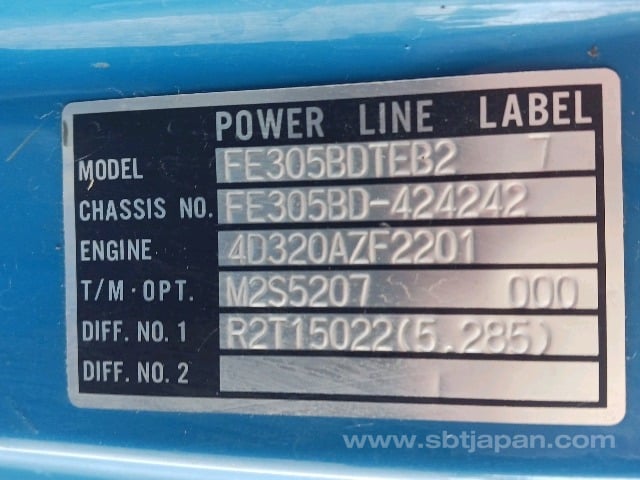 POWER LINE LABEL
MODEL FE305BDTEB2 7
CHASSIS NO. FE305BD-424242
ENGINE 4D320AZF2201
T/M·OPT. M2S5207 000
DIFF. NO. 1 R2T15022(5.285)
DIFF. NO. 2
www.sbtjapan.com